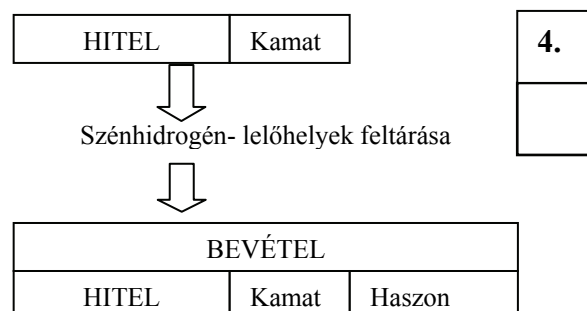 HITEL Kamat
4.
Szénhidrogén- lelőhelyek feltárása
BEVÉTEL
HITEL Kamat Haszon